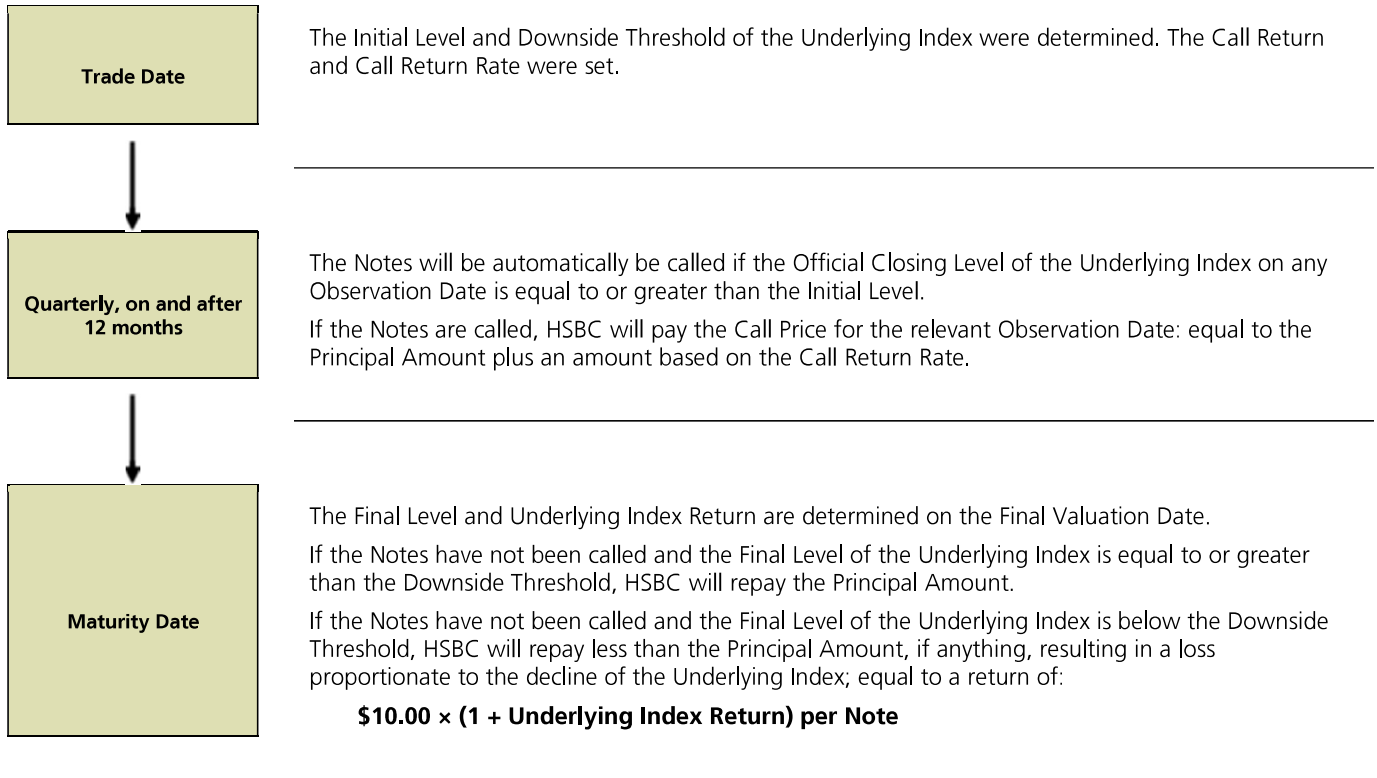 Trade Date
The Initial Level and Downside Threshold of the Underlying Index were determined. The Call Return
and Call Return Rate were set.
Quarterly, on and after
12 months
The Notes will be automatically be called if the Official Closing Level of the Underlying Index on any
Observation Date is equal to or greater than the Initial Level.
If the Notes are called, HSBC will pay the Call Price for the relevant Observation Date: equal to the
Principal Amount plus an amount based on the Call Return Rate.
Maturity Date
The Final Level and Underlying Index Return are determined on the Final Valuation Date.
If the Notes have not been called and the Final Level of the Underlying Index is equal to or greater
than the Downside Threshold, HSBC will repay the Principal Amount.
If the Notes have not been called and the Final Level of the Underlying Index is below the Downside
Threshold, HSBC will repay less than the Principal Amount, if anything, resulting in a loss
proportionate to the decline of the Underlying Index; equal to a return of:
$10.00 × (1 + Underlying Index Return) per Note